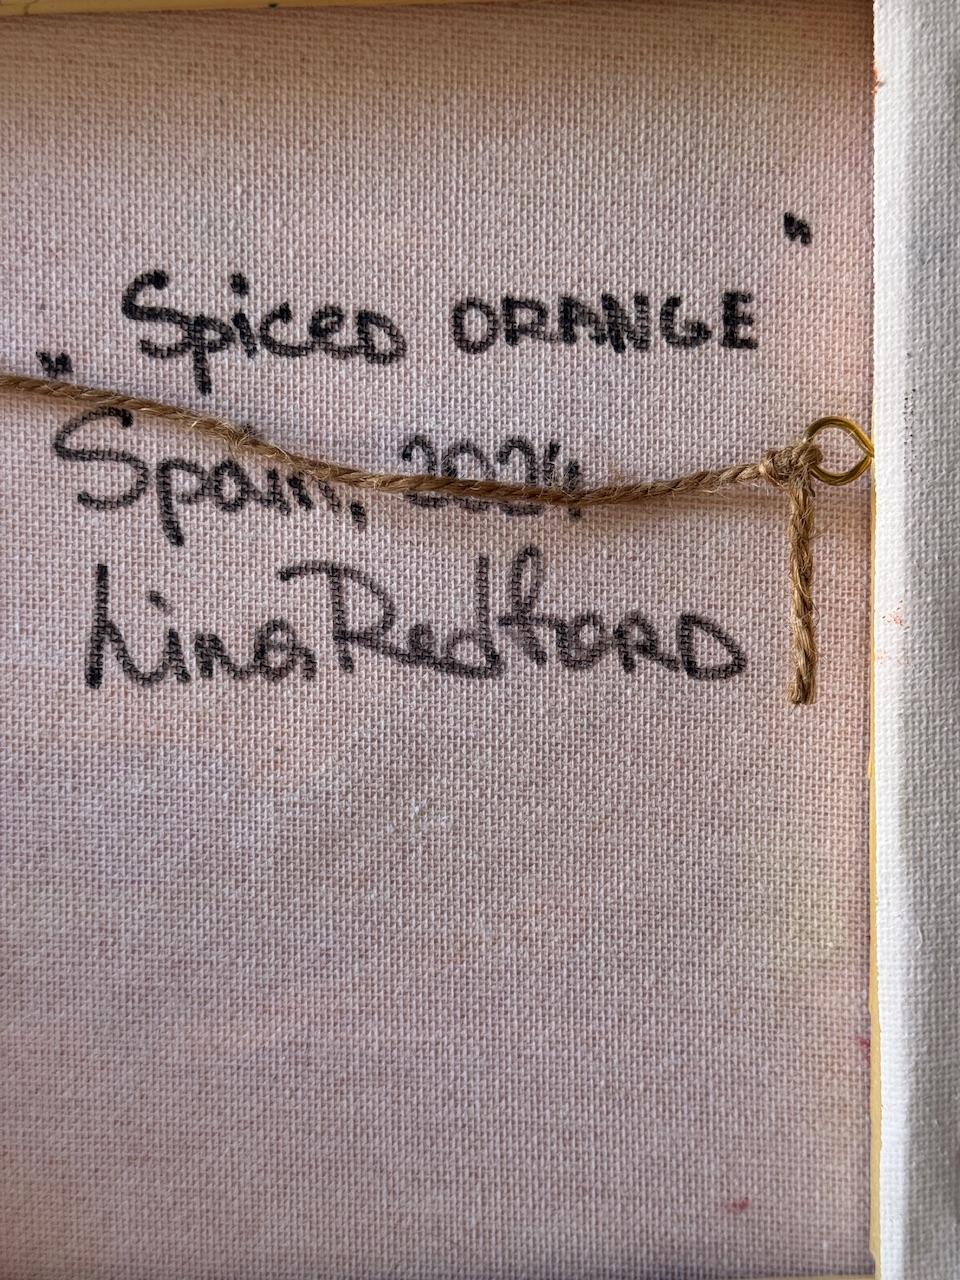 „Spiced ORANGE"
Spain, 2024
Nina Redford